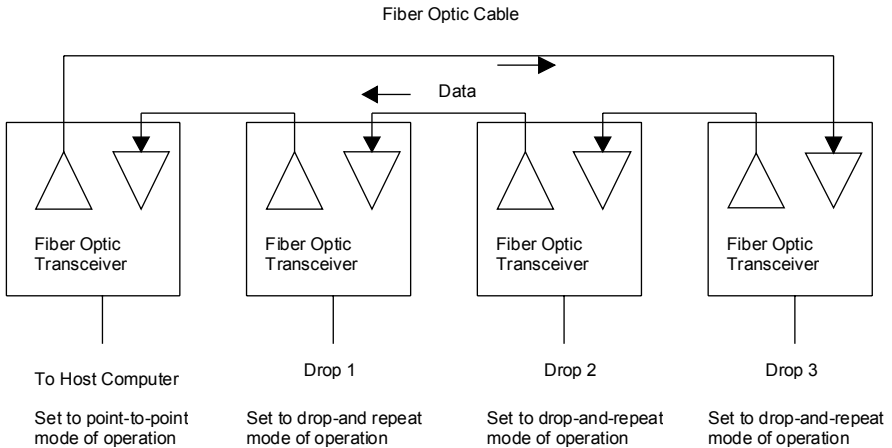 Fiber Optic Cable
Data
Fiber Optic
Transceiver
Fiber Optic
Transceiver
Fiber Optic
Transceiver
Fiber Optic
Transceiver
To Host Computer
Drop 1
Drop 2
Drop 3
Set to point-to-point
mode of operation
Set to drop-and repeat
mode of operation
Set to drop-and-repeat
mode of operation
Set to drop-and-repeat
mode of operation